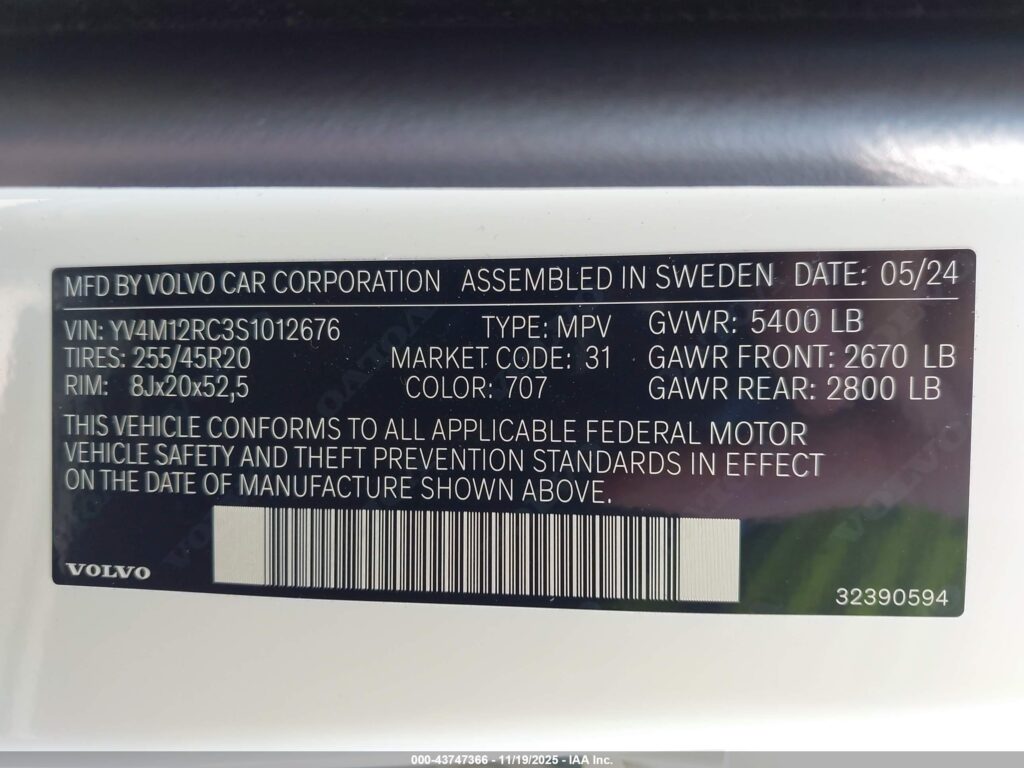 MFD BY VOLVO CAR CORPORATION ASSEMBLED IN SWEDEN DATE: 05/24
VIN: YV4M12RC3S1012676 TYPE: MPV GVWR: 5400 LB
TIRES: 255/45R20 MARKET CODE: 31 GAWR FRONT: 2670 LB
RIM: 8Jx20x52,5 COLOR: 707 GAWR REAR: 2800 LB
THIS VEHICLE CONFORMS TO ALL APPLICABLE FEDERAL MOTOR
VEHICLE SAFETY AND THEFT PREVENTION STANDARDS IN EFFECT
ON THE DATE OF MANUFACTURE SHOWN ABOVE.
VOLVO
32390594
000-43747366 - 11/19/2025 - IAA Inc.